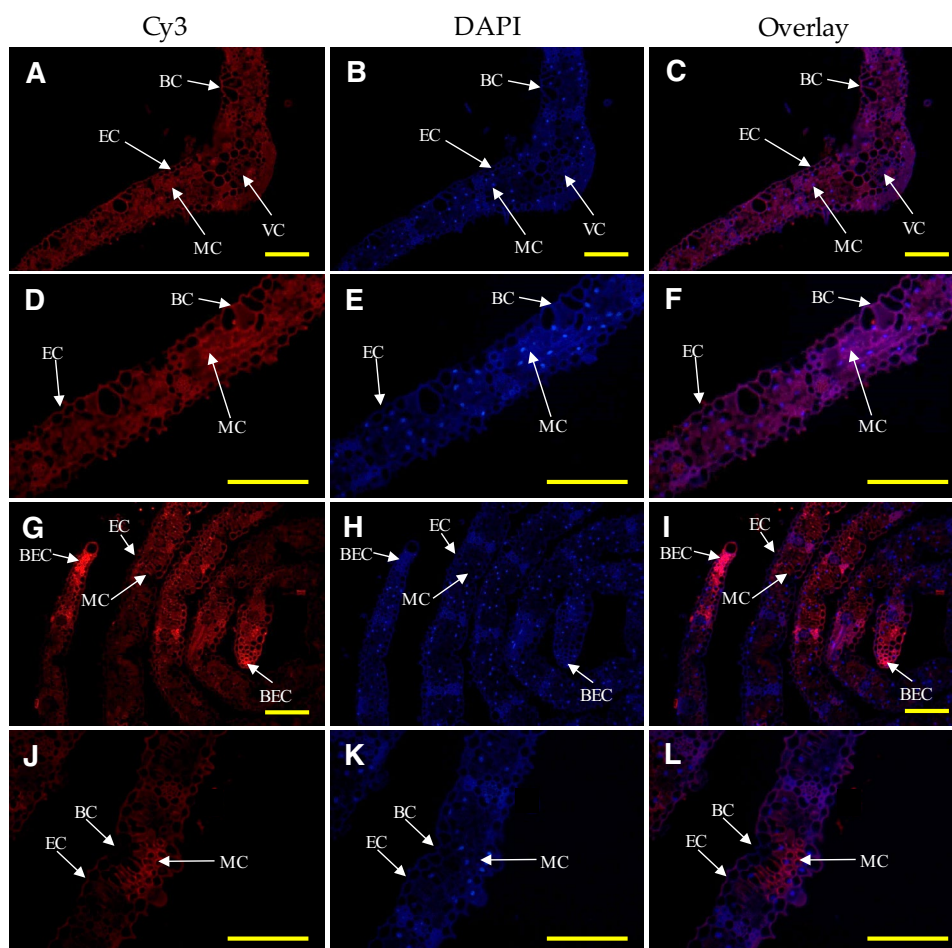 Cy3 DAPI Overlay
A BC EC MC VC
B BC EC MC VC
C BC EC MC VC
D BC EC MC
E BC EC MC
F BC EC MC
G EC BEC MC BEC
H EC BEC MC BEC
I EC BEC MC BEC
J BC EC MC
K BC EC MC
L BC EC MC